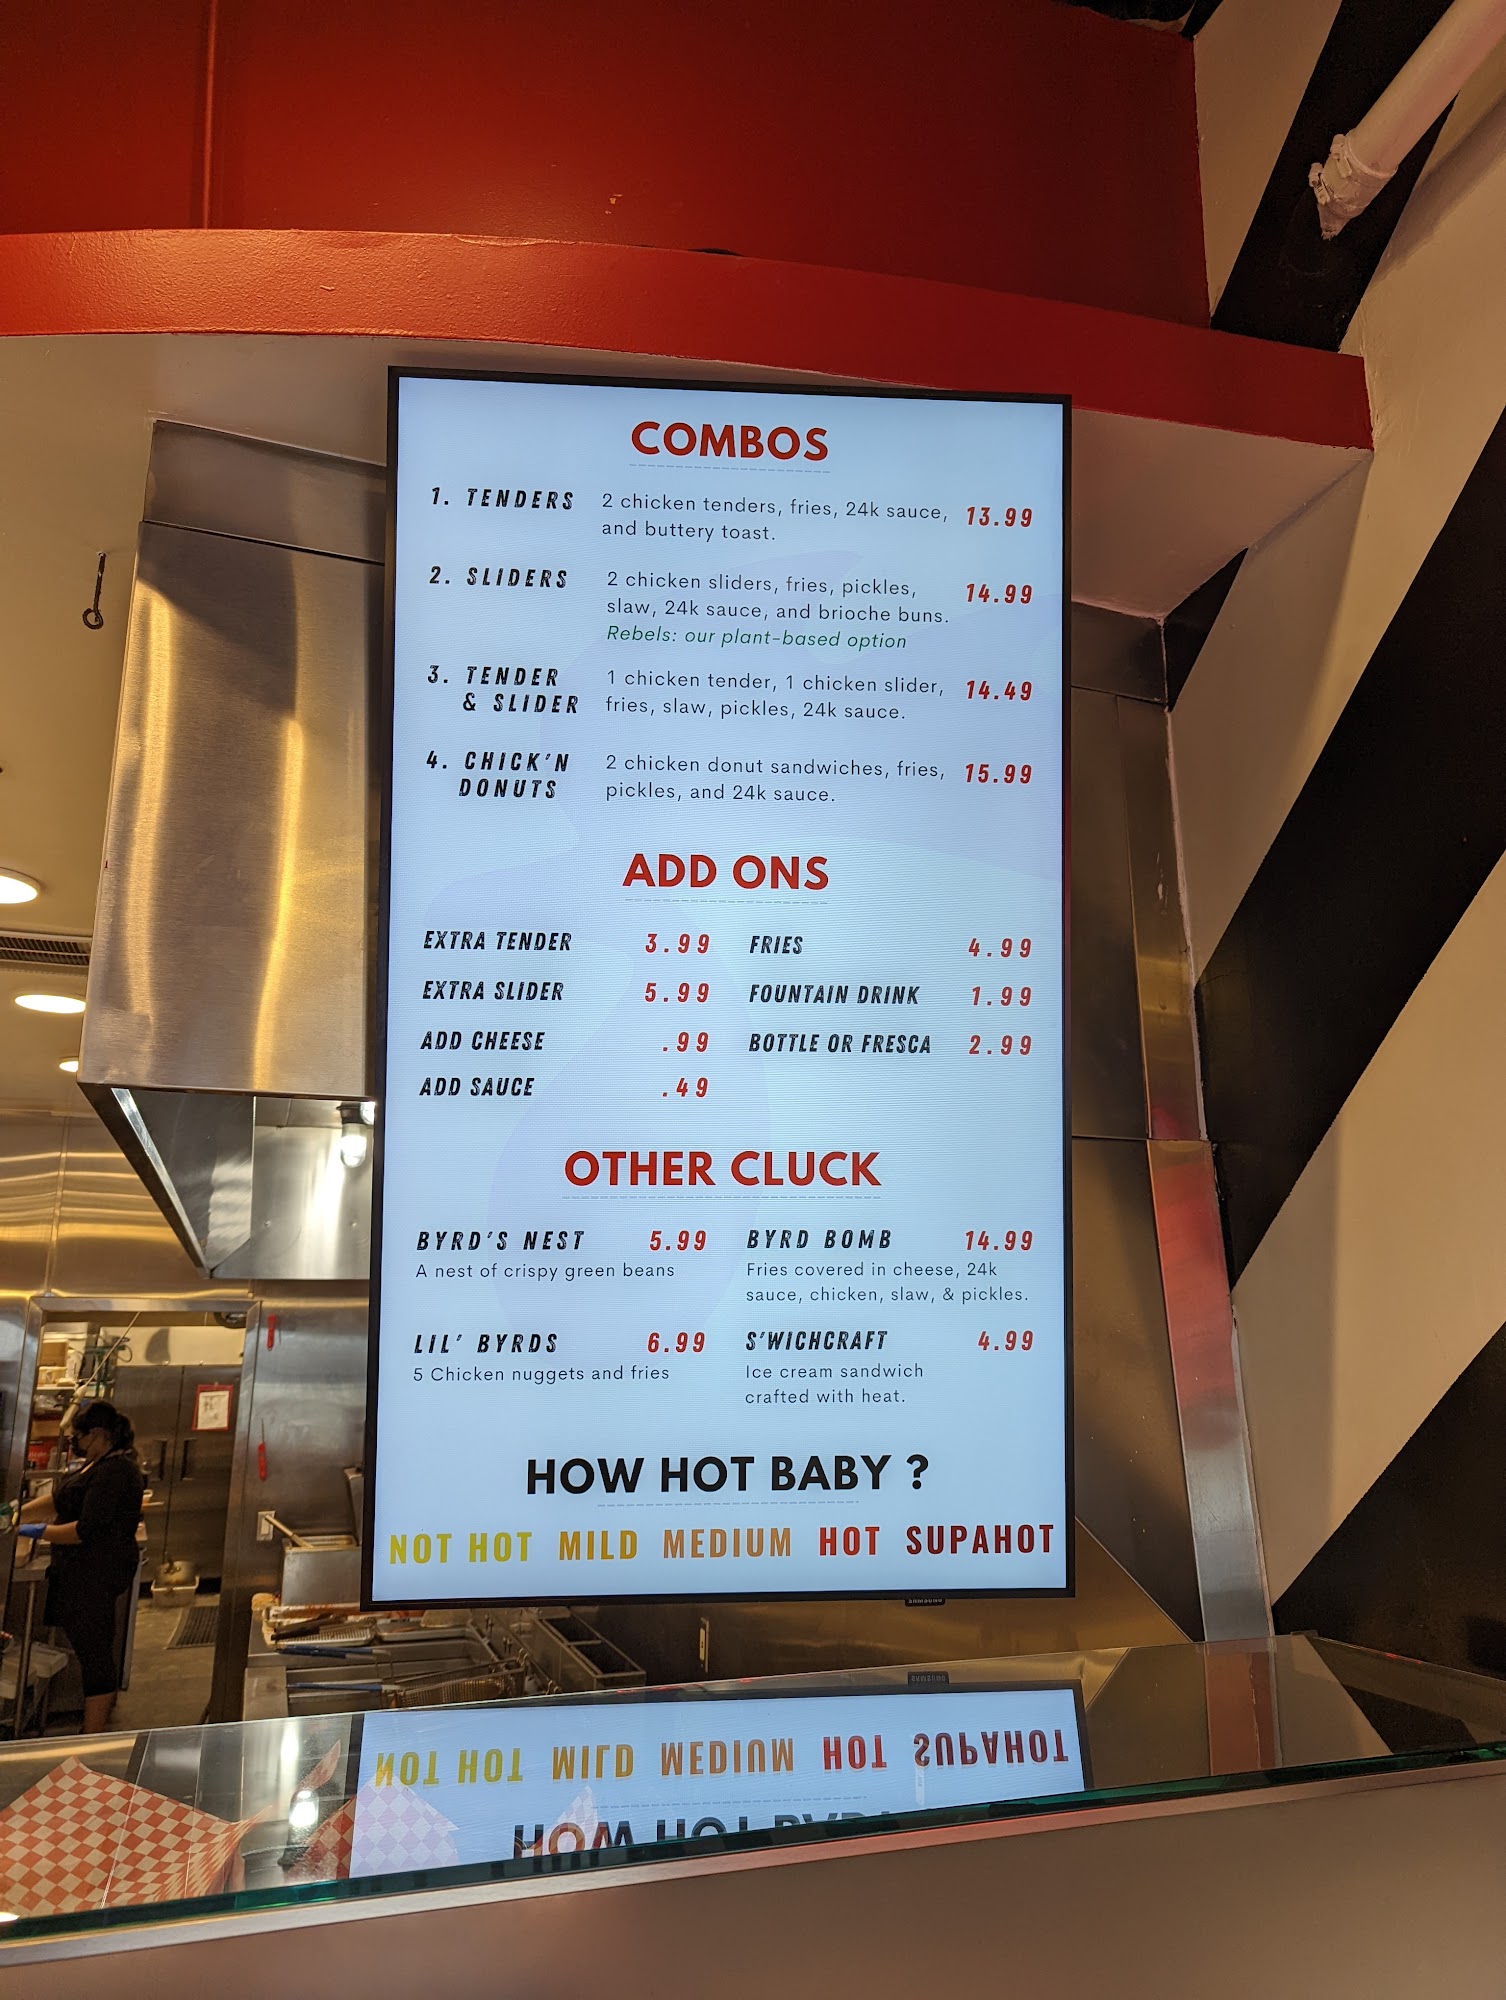 COMBOS
1. TENDERS 2 chicken tenders, fries, 24k sauce, 13.99
and buttery toast.
2. SLIDERS 2 chicken sliders, fries, pickles, 14.99
slaw, 24k sauce, and brioche buns.
Rebels: our plant-based option
3. TENDER 1 chicken tender, 1 chicken slider, 14.49
& SLIDER fries, slaw, pickles, 24k sauce.
4. CHICK'N 2 chicken donut sandwiches, fries, 15.99
DONUTS pickles, and 24k sauce.
ADD ONS
EXTRA TENDER 3.99 FRIES 4.99
EXTRA SLIDER 5.99 FOUNTAIN DRINK 1.99
ADD CHEESE .99 BOTTLE OR FRESCA 2.99
ADD SAUCE .49
OTHER CLUCK
BYRD'S NEST 5.99 BYRD BOMB 14.99
A nest of crispy green beans Fries covered in cheese, 24k
sauce, chicken, slaw, & pickles.
LIL' BYRDS 6.99 S'WICHCRAFT 4.99
5 Chicken nuggets and fries Ice cream sandwich
crafted with heat.
HOW HOT BABY ?
NOT HOT MILD MEDIUM HOT SUPAHOT
SAMSUNG